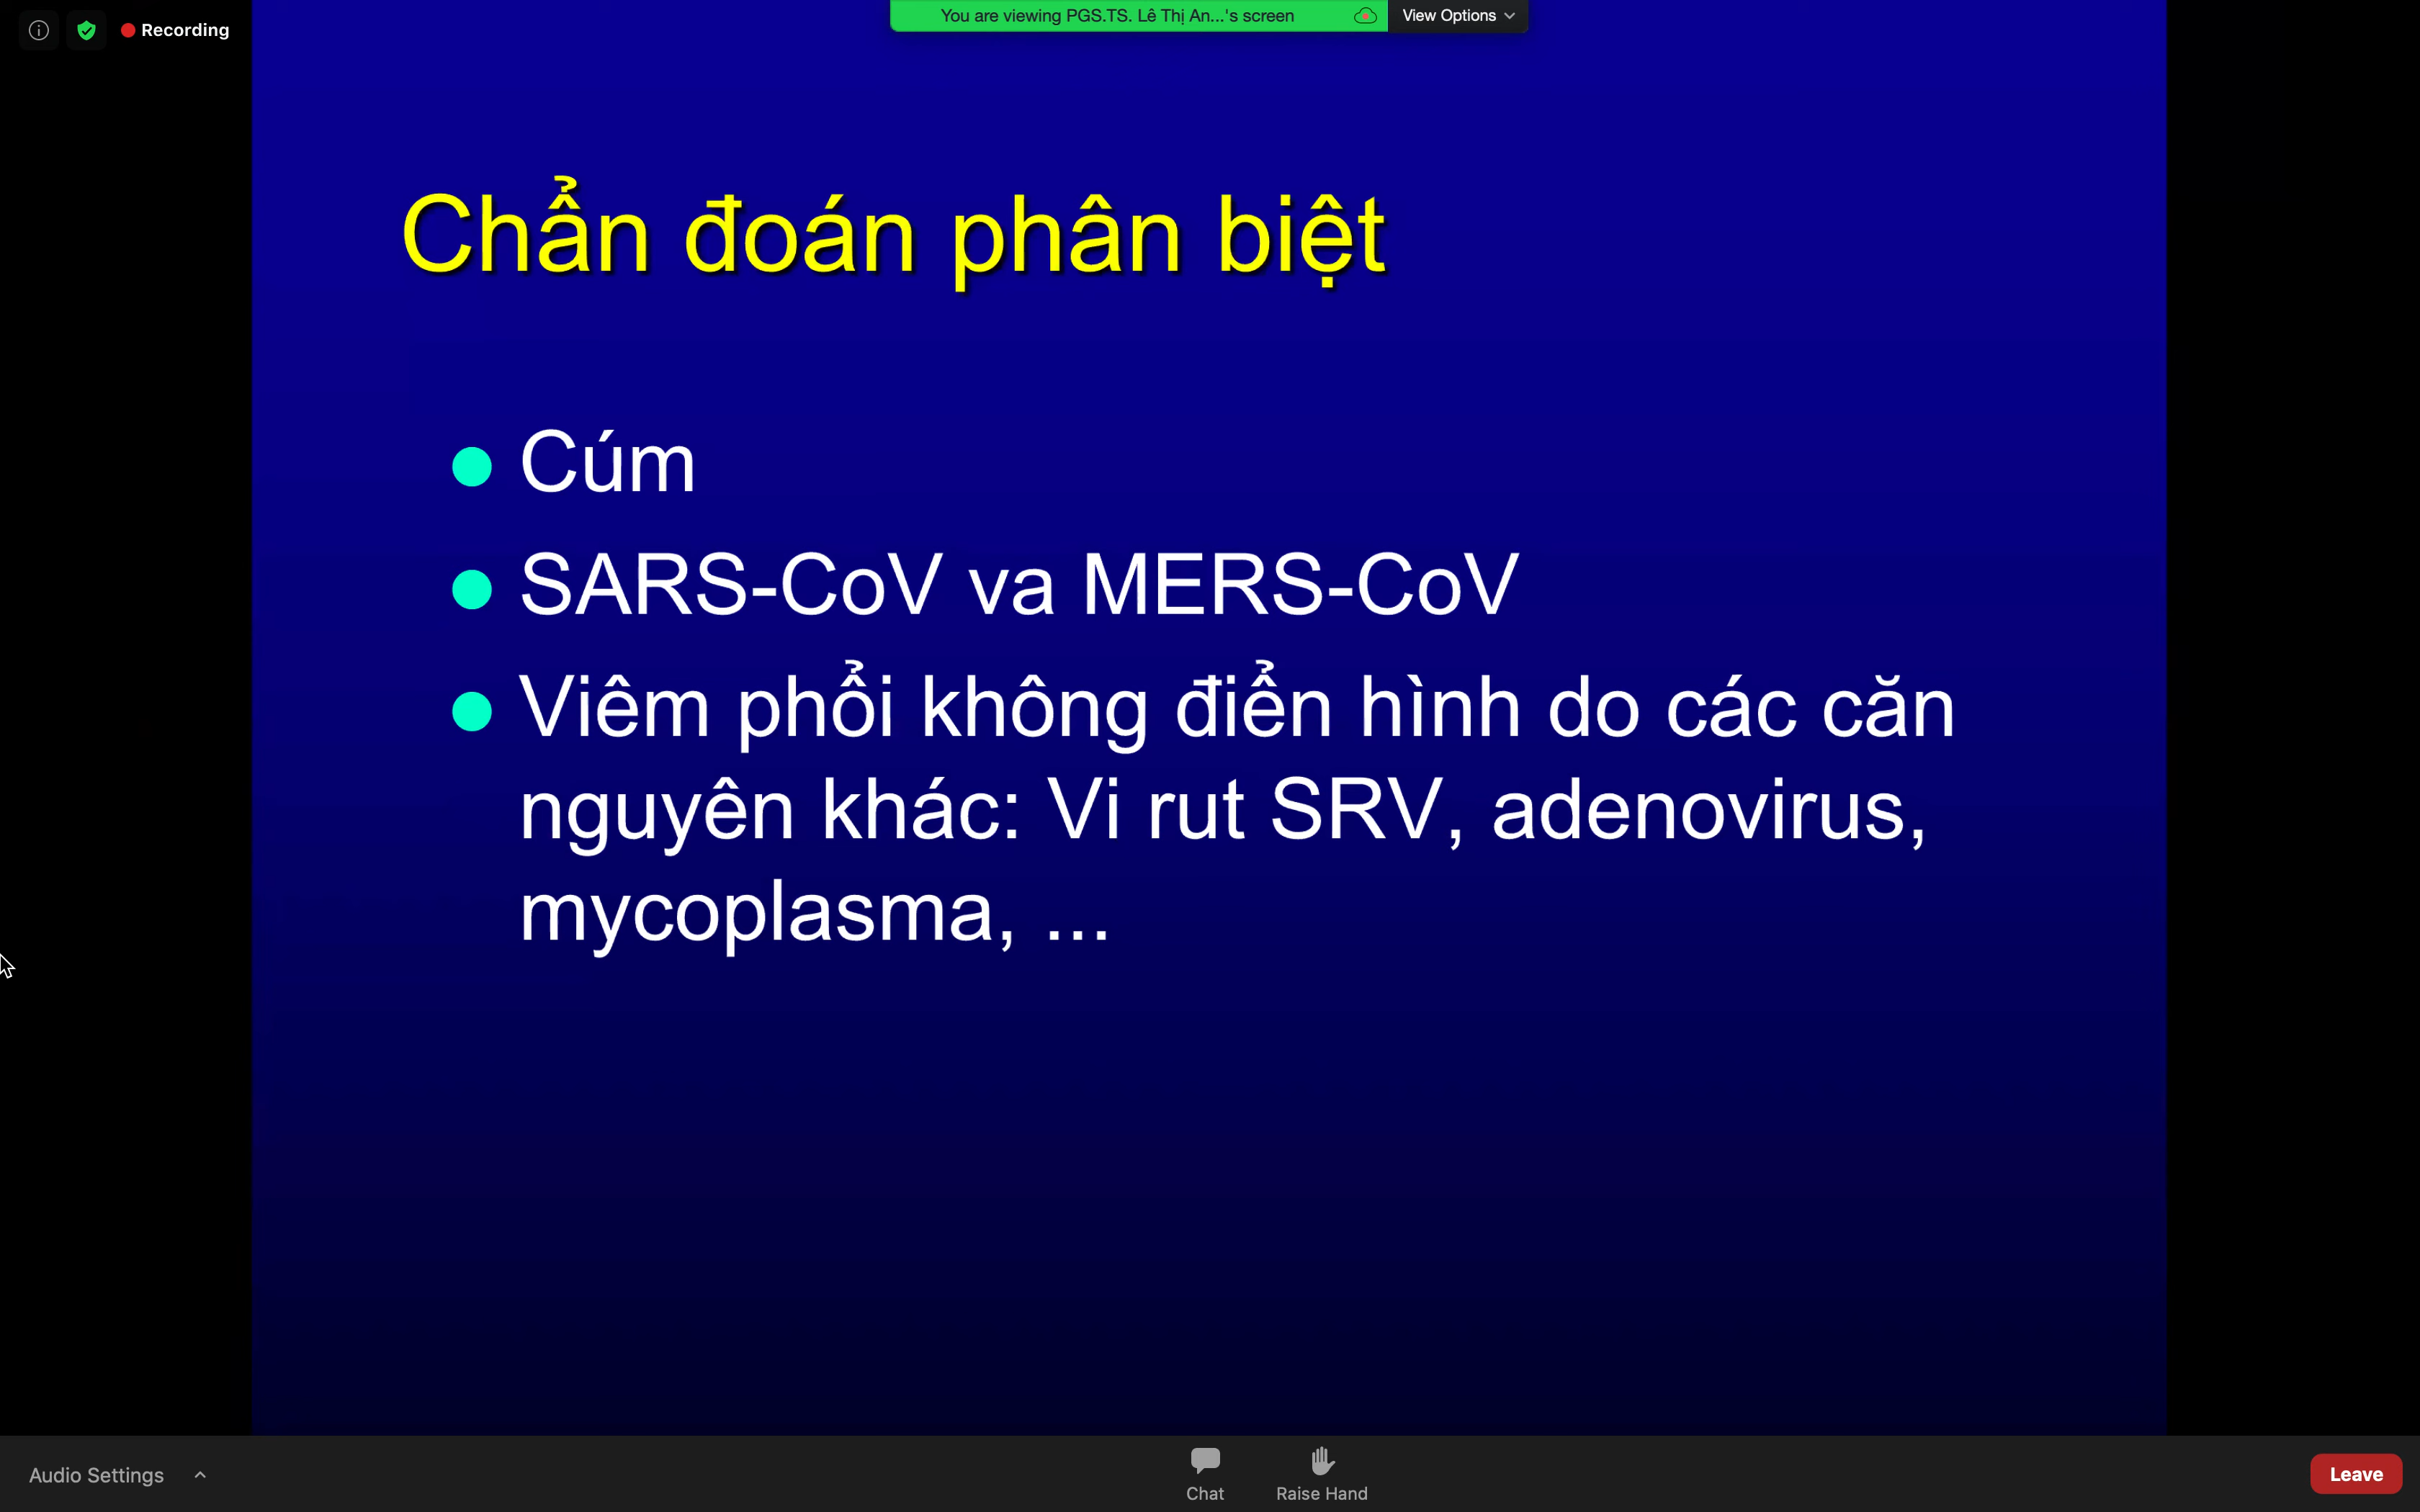 Recording
You are viewing PGS.TS. Lê Thị An...'s screen
View Options
Chẩn đoán phân biệt
Cúm
SARS-CoV va MERS-CoV
Viêm phổi không điển hình do các căn
nguyên khác: Vi rut SRV, adenovirus,
mycoplasma, ...
Audio Settings
Chat
Raise Hand
Leave